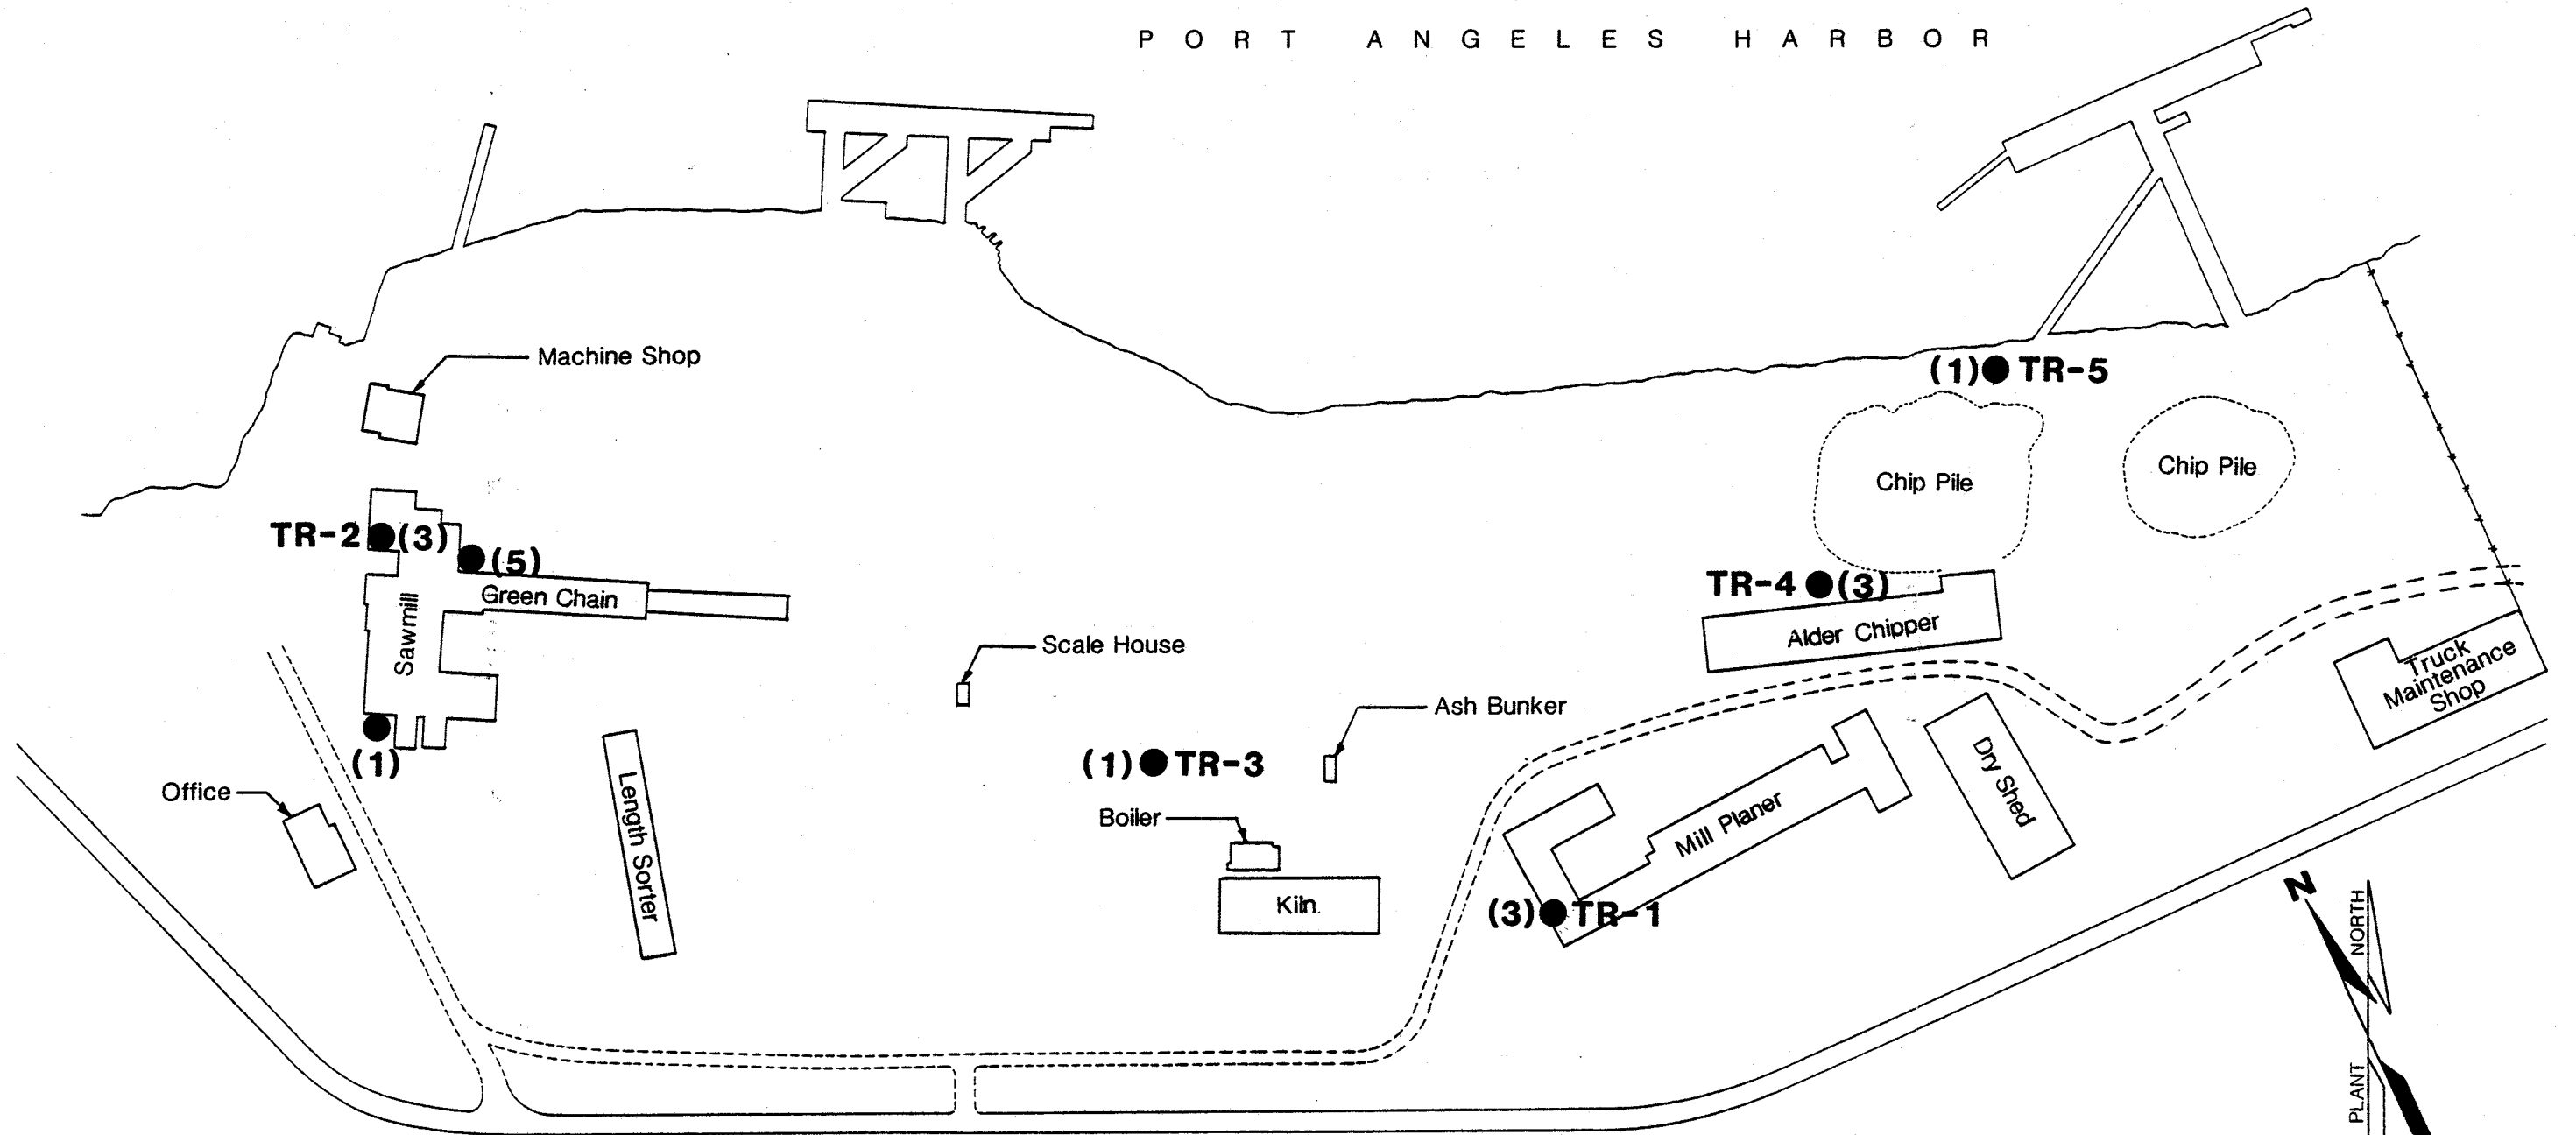 PORT ANGELES HARBOR
Machine Shop
(1) TR-5
Chip Pile
Chip Pile
TR-2 (3)
(5)
Green Chain
Sawmill
TR-4 (3)
Alder Chipper
Scale House
Truck
Maintenance
Shop
Ash Bunker
(1)
(1) TR-3
Office
Length Sorter
Boiler
Mill Planer
Dry Shed
Kiln
(3) TR-1
N
PLANT NORTH